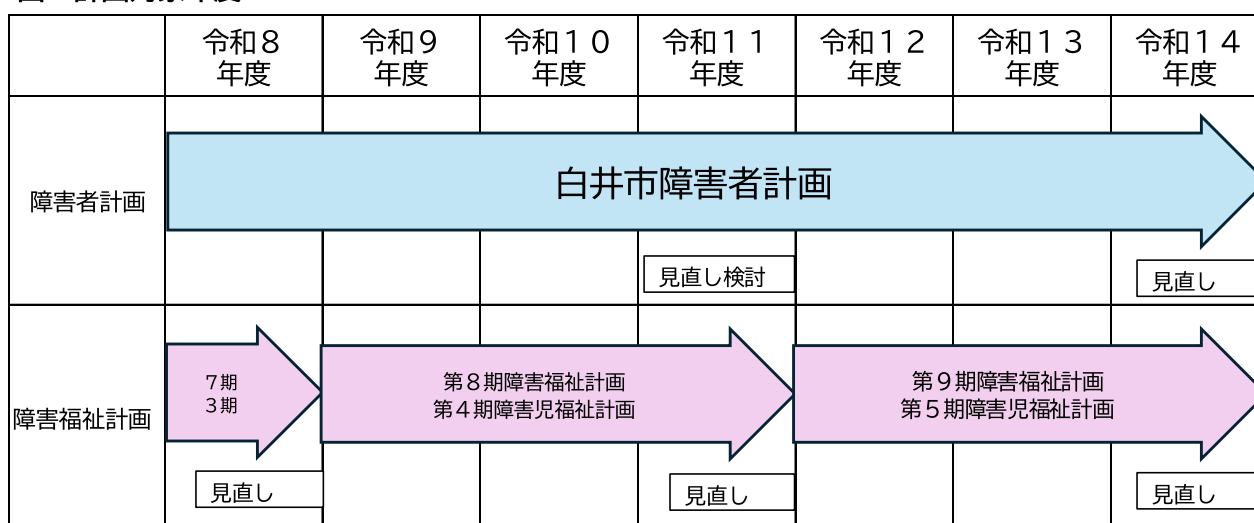 令和８
年度
令和９
年度
令和１０
年度
令和１１
年度
令和１２
年度
令和１３
年度
令和１４
年度
障害者計画
白井市障害者計画
見直し検討
見直し
障害福祉計画
７期
３期
第８期障害福祉計画
第４期障害児福祉計画
第９期障害福祉計画
第５期障害児福祉計画
見直し
見直し
見直し